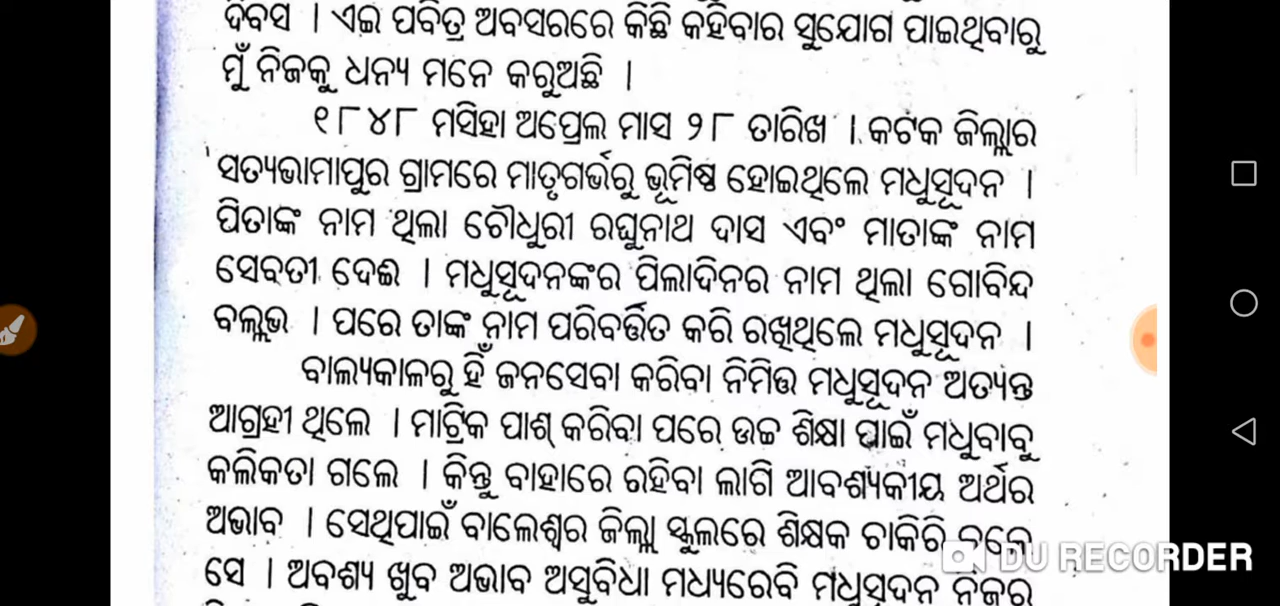 ଦିବସ । ଏଇ ପବିତ୍ର ଅବସରରେ କିଛି କହିବାର ସୁଯୋଗ ପାଇଥିବାରୁ
ମୁଁ ନିଜକୁ ଧନ୍ୟ ମନେ କରୁଅଛି ।
୧୮୪୮ ମସିହା ଅପ୍ରେଲ ମାସ ୨୮ ତାରିଖ । କଟକ ଜିଲ୍ଲାର
ସତ୍ୟଭାମାପୁର ଗ୍ରାମରେ ମାତୃଗର୍ଭରୁ ଭୂମିଷ୍ଠ ହୋଇଥିଲେ ମଧୁସୂଦନ ।
ପିତାଙ୍କ ନାମ ଥିଲା ଚୌଧୁରୀ ରଘୁନାଥ ଦାସ ଏବଂ ମାତାଙ୍କ ନାମ
ସେବତୀ ଦେଈ । ମଧୁସୂଦନଙ୍କର ପିଲାଦିନର ନାମ ଥିଲା ଗୋବିନ୍ଦ
ବଲ୍ଲଭ । ପରେ ତାଙ୍କ ନାମ ପରିବର୍ତ୍ତିତ କରି ରଖିଥିଲେ ମଧୁସୂଦନ ।
ବାଲ୍ୟକାଳରୁ ହିଁ ଜନସେବା କରିବା ନିମିତ୍ତ ମଧୁସୂଦନ ଅତ୍ୟନ୍ତ
ଆଗ୍ରହୀ ଥିଲେ । ମାଟ୍ରିକ ପାଶ୍ କରିବା ପରେ ଉଚ୍ଚ ଶିକ୍ଷା ପାଇଁ ମଧୁବାବୁ
କଲିକତା ଗଲେ । କିନ୍ତୁ ବାହାରେ ରହିବା ଲାଗି ଆବଶ୍ୟକୀୟ ଅର୍ଥର
ଅଭାବ । ସେଥିପାଇଁ ବାଲେଶ୍ୱର ଜିଲ୍ଲା ସ୍କୁଲରେ ଶିକ୍ଷକ ଚାକିରି କଲେ
ସେ । ଅବଶ୍ୟ ଖୁବ ଅଭାବ ଅସୁବିଧା ମଧ୍ୟରେବି ମଧୁସୂଦନ ନିଜର
DU RECORDER